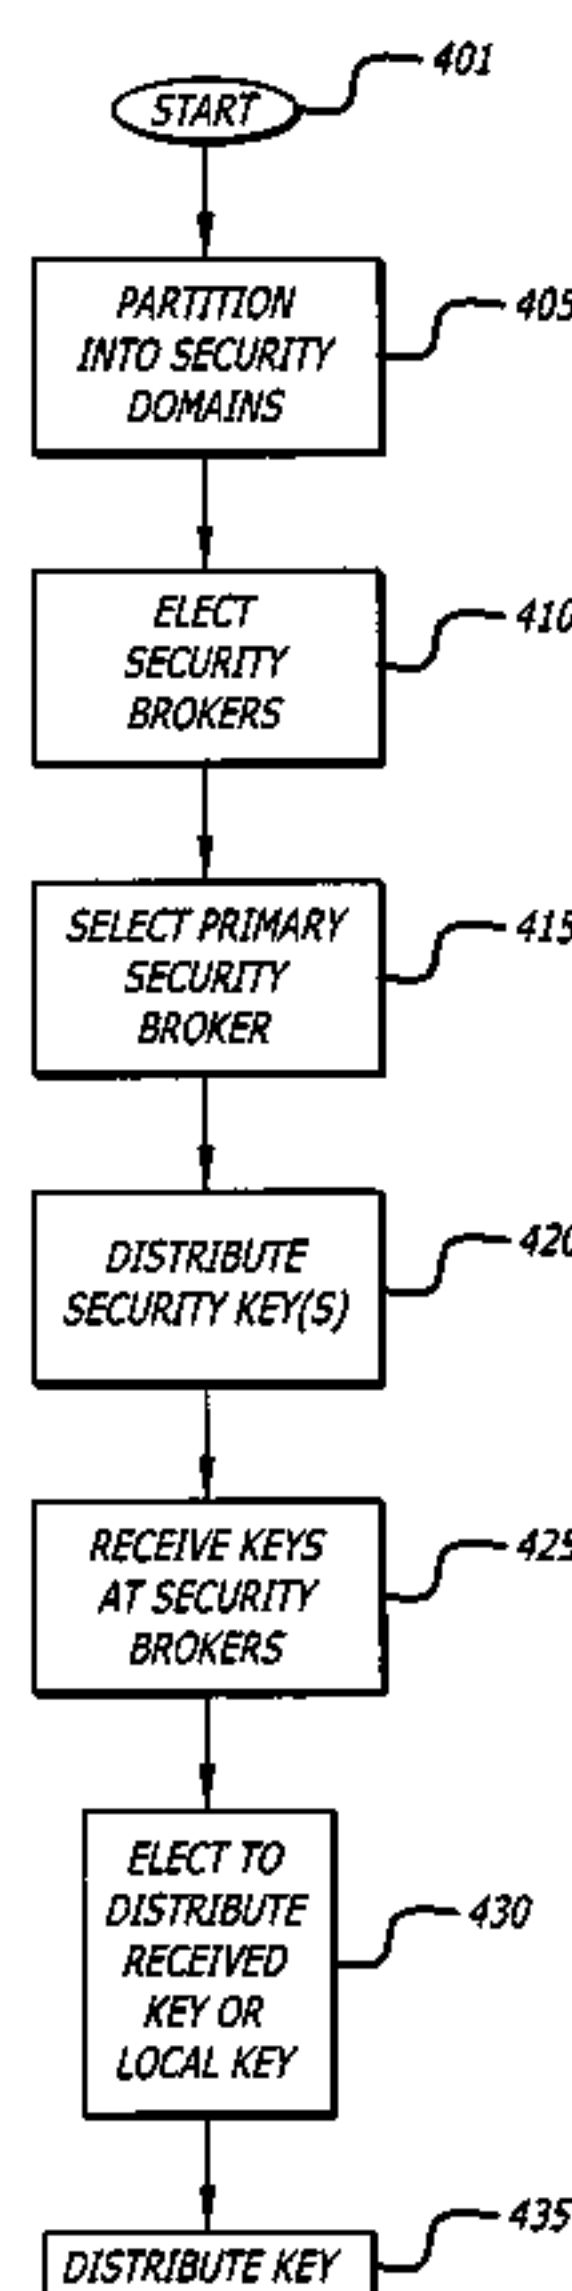 START
401
PARTITION
INTO SECURITY
DOMAINS
405
ELECT
SECURITY
BROKERS
410
SELECT PRIMARY
SECURITY
BROKER
415
DISTRIBUTE
SECURITY KEY(S)
420
RECEIVE KEYS
AT SECURITY
BROKERS
425
ELECT TO
DISTRIBUTE
RECEIVED
KEY OR
LOCAL KEY
430
DISTRIBUTE KEY
435